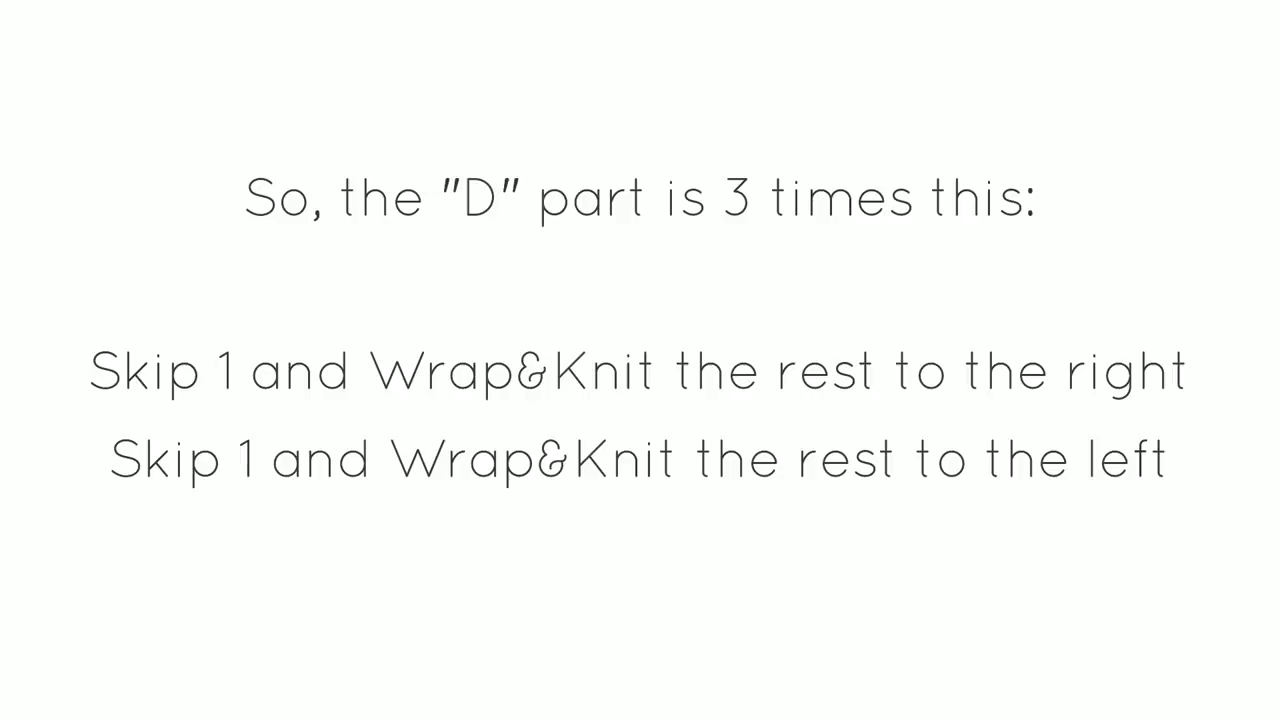 So, the "D" part is 3 times this:
Skip 1 and Wrap&Knit the rest to the right
Skip 1 and Wrap&Knit the rest to the left